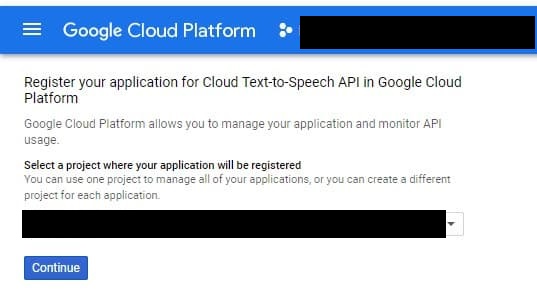 Google Cloud Platform
Register your application for Cloud Text-to-Speech API in Google Cloud
Platform
Google Cloud Platform allows you to manage your application and monitor API
usage.
Select a project where your application will be registered
You can use one project to manage all of your applications, or you can create a different
project for each application.
Continue